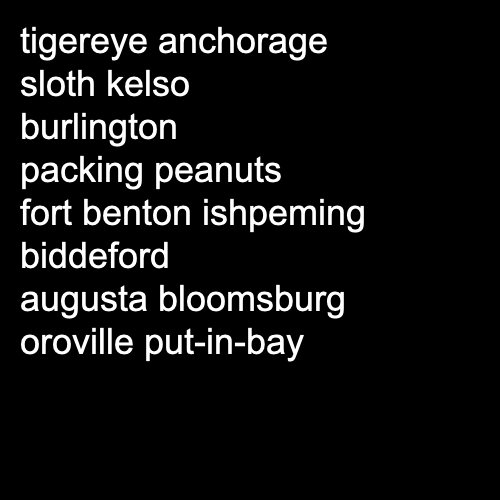 tigereye anchorage
sloth kelso
burlington
packing peanuts
fort benton ishpeming
biddeford
augusta bloomsburg
oroville put-in-bay